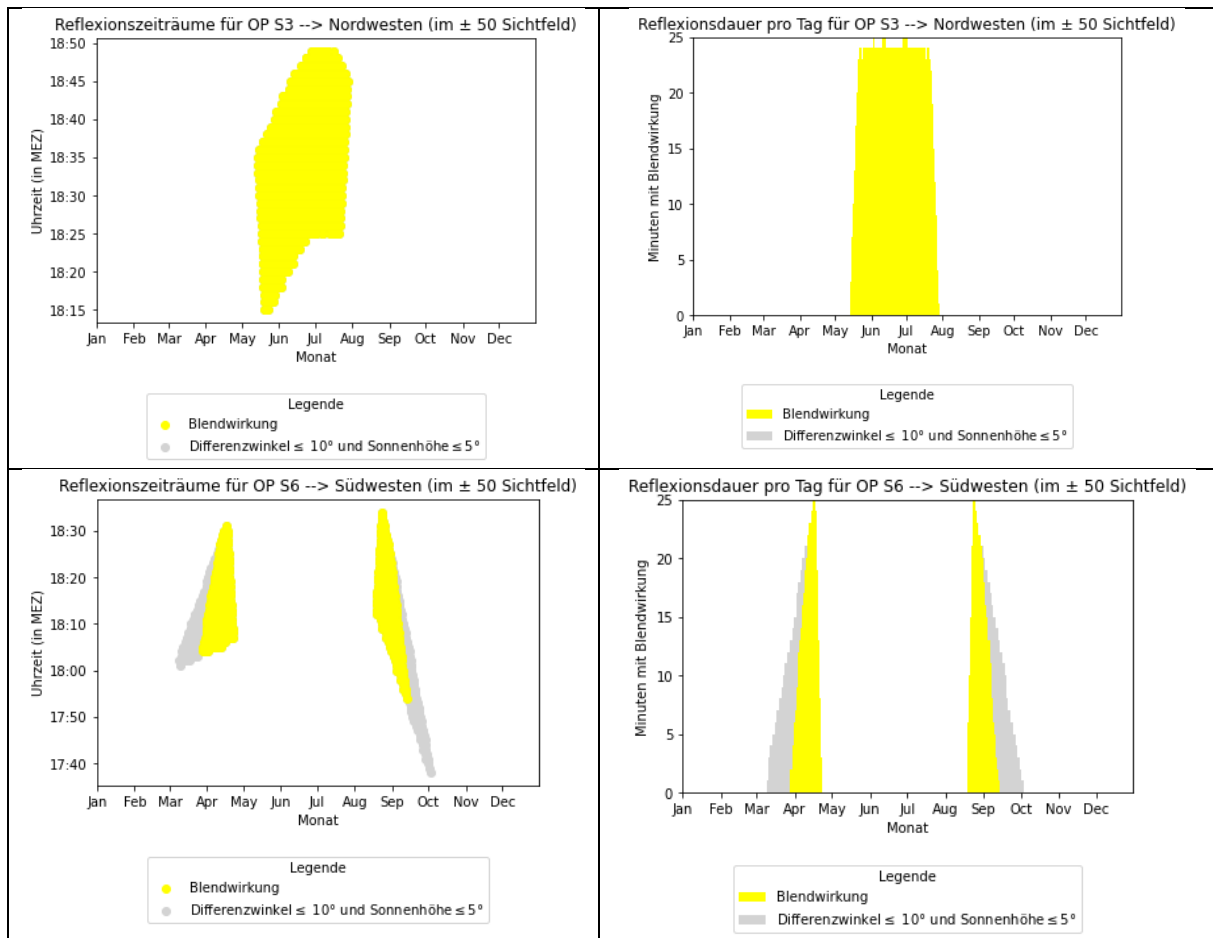 Reflexionszeiträume für OP S3 --> Nordwesten (im ± 50 Sichtfeld)
18:50
18:45
18:40
18:35
18:30
18:25
18:20
18:15
Uhrzeit (in MEZ)
Jan Feb Mar Apr May Jun Jul Aug Sep Oct Nov Dec
Monat
Legende
Blendwirkung
Differenzwinkel ≤ 10° und Sonnenhöhe ≤ 5°
Reflexionsdauer pro Tag für OP S3 --> Nordwesten (im ± 50 Sichtfeld)
25
20
15
10
5
0
Minuten mit Blendwirkung
Jan Feb Mar Apr May Jun Jul Aug Sep Oct Nov Dec
Monat
Legende
Blendwirkung
Differenzwinkel ≤ 10° und Sonnenhöhe ≤ 5°
Reflexionszeiträume für OP S6 --> Südwesten (im ± 50 Sichtfeld)
18:30
18:20
18:10
18:00
17:50
17:40
Uhrzeit (in MEZ)
Jan Feb Mar Apr May Jun Jul Aug Sep Oct Nov Dec
Monat
Legende
Blendwirkung
Differenzwinkel ≤ 10° und Sonnenhöhe ≤ 5°
Reflexionsdauer pro Tag für OP S6 --> Südwesten (im ± 50 Sichtfeld)
25
20
15
10
5
0
Minuten mit Blendwirkung
Jan Feb Mar Apr May Jun Jul Aug Sep Oct Nov Dec
Monat
Legende
Blendwirkung
Differenzwinkel ≤ 10° und Sonnenhöhe ≤ 5°